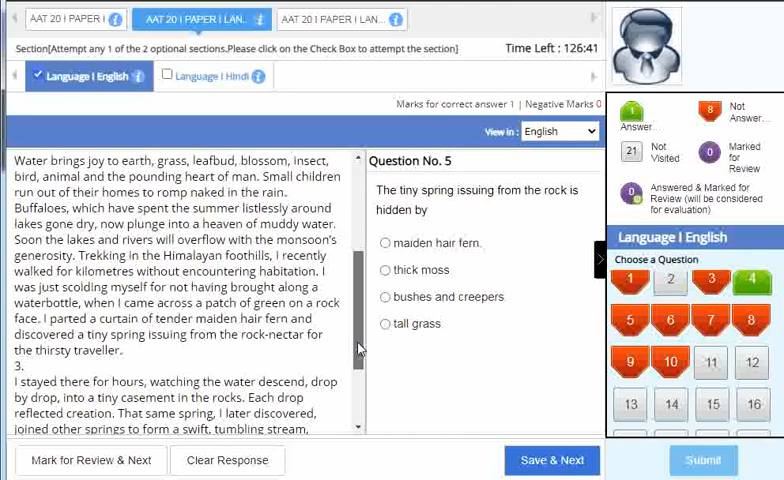 AAT 20 I PAPER I
AAT 20 I PAPER I LAN..
AAT 20 I PAPER I LAN...
Section[Attempt any 1 of the 2 optional sections.Please click on the Check Box to attempt the section]
Time Left : 126:41
Language I English
Language I Hindi
Marks for correct answer 1 | Negative Marks 0
View in :
English
Water brings joy to earth, grass, leafbud, blossom, insect,
bird, animal and the pounding heart of man. Small children
run out of their homes to romp naked in the rain.
Buffaloes, which have spent the summer listlessly around
lakes gone dry, now plunge into a heaven of muddy water.
Soon the lakes and rivers will overflow with the monsoon's
generosity. Trekking in the Himalayan foothills, I recently
walked for kilometres without encountering habitation. I
was just scolding myself for not having brought along a
waterbottle, when I came across a patch of green on a rock
face. I parted a curtain of tender maiden hair fern and
discovered a tiny spring issuing from the rock-nectar for
the thirsty traveller.
3.
I stayed there for hours, watching the water descend, drop
by drop, into a tiny casement in the rocks. Each drop
reflected creation. That same spring, I later discovered,
joined other springs to form a swift, tumbling stream,
Question No. 5
The tiny spring issuing from the rock is
hidden by
maiden hair fern.
thick moss
bushes and creepers
tall grass
Mark for Review & Next
Clear Response
Save & Next
1
Answer..
8
Not
Answer...
21
Not
Visited
0
Marked
for
Review
0
Answered & Marked for
Review (will be considered
for evaluation)
Language I English
Choose a Question
1 2 3 4
5 6 7 8
9 10 11 12
13 14 15 16
Submit